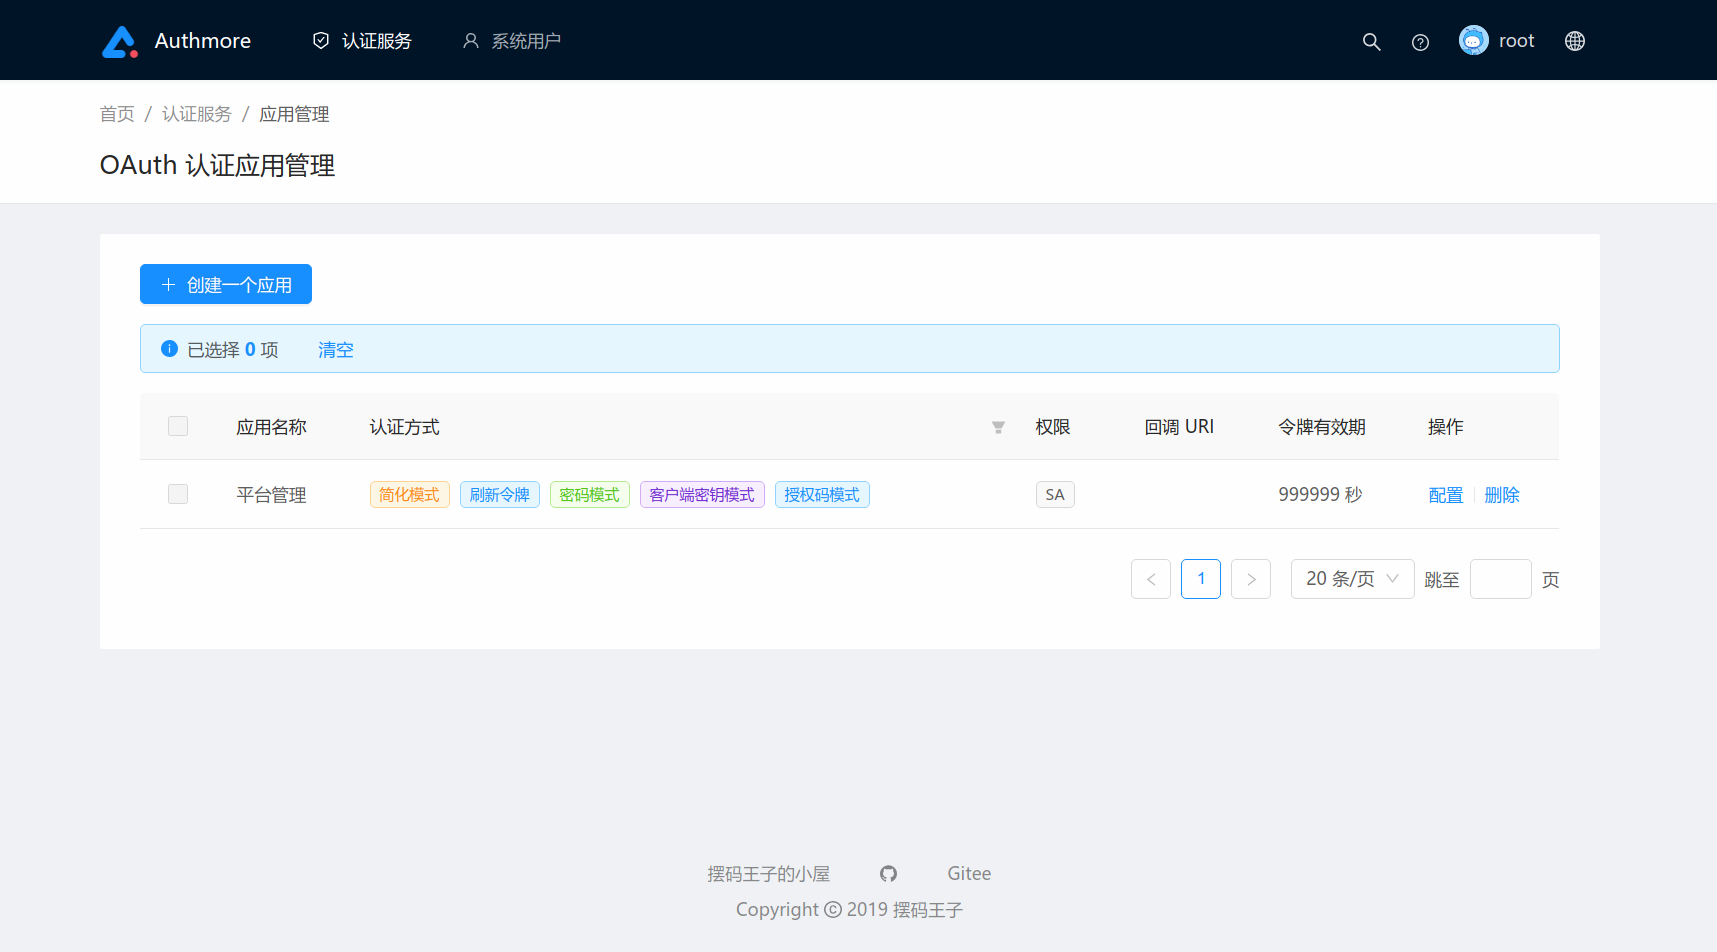 Authmore 认证服务 系统用户 root
首页 / 认证服务 / 应用管理
OAuth 认证应用管理
创建一个应用
已选择 0 项 清空
应用名称 认证方式 权限 回调 URI 令牌有效期 操作
平台管理 简化模式 刷新令牌 密码模式 客户端密钥模式 授权码模式 SA 999999 秒 配置 删除
1 20 条/页 跳至 页
摆码王子的小屋 Gitee
Copyright © 2019 摆码王子